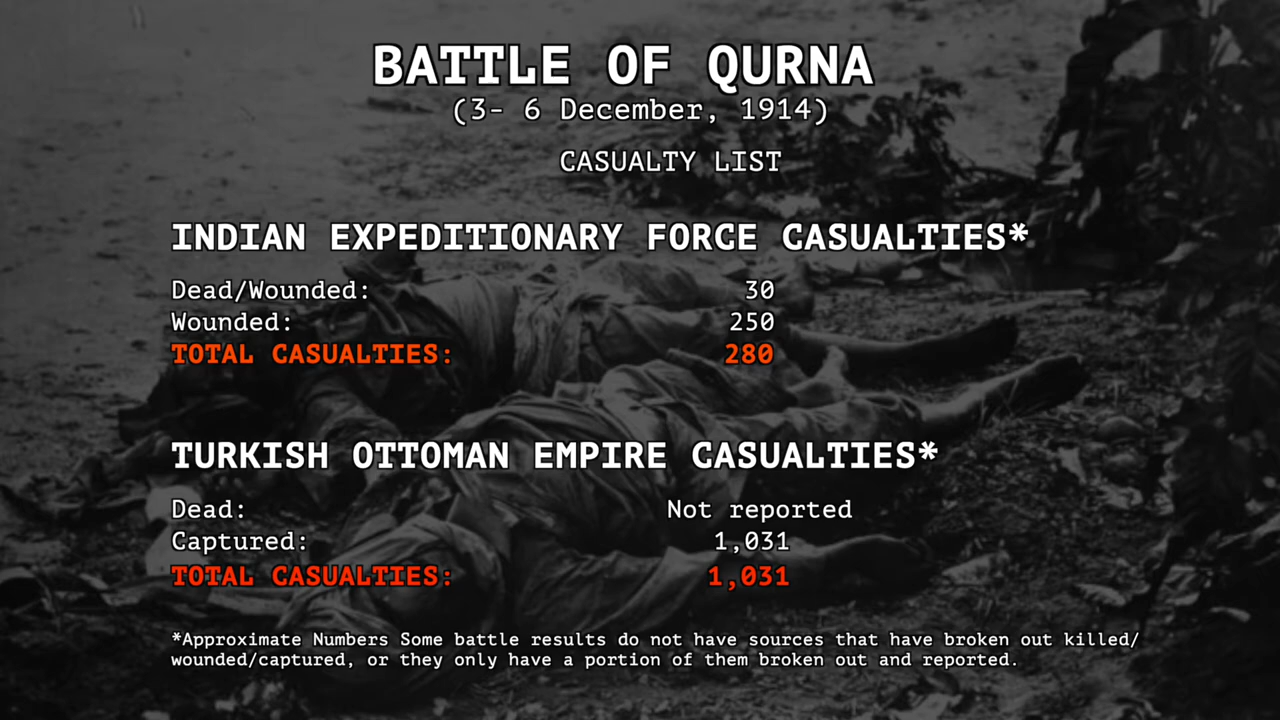 BATTLE OF QURNA
(3- 6 December, 1914)
CASUALTY LIST
INDIAN EXPEDITIONARY FORCE CASUALTIES*
Dead/Wounded: 30
Wounded: 250
TOTAL CASUALTIES: 280
TURKISH OTTOMAN EMPIRE CASUALTIES*
Dead: Not reported
Captured: 1,031
TOTAL CASUALTIES: 1,031
*Approximate Numbers Some battle results do not have sources that have broken out killed/
wounded/captured, or they only have a portion of them broken out and reported.